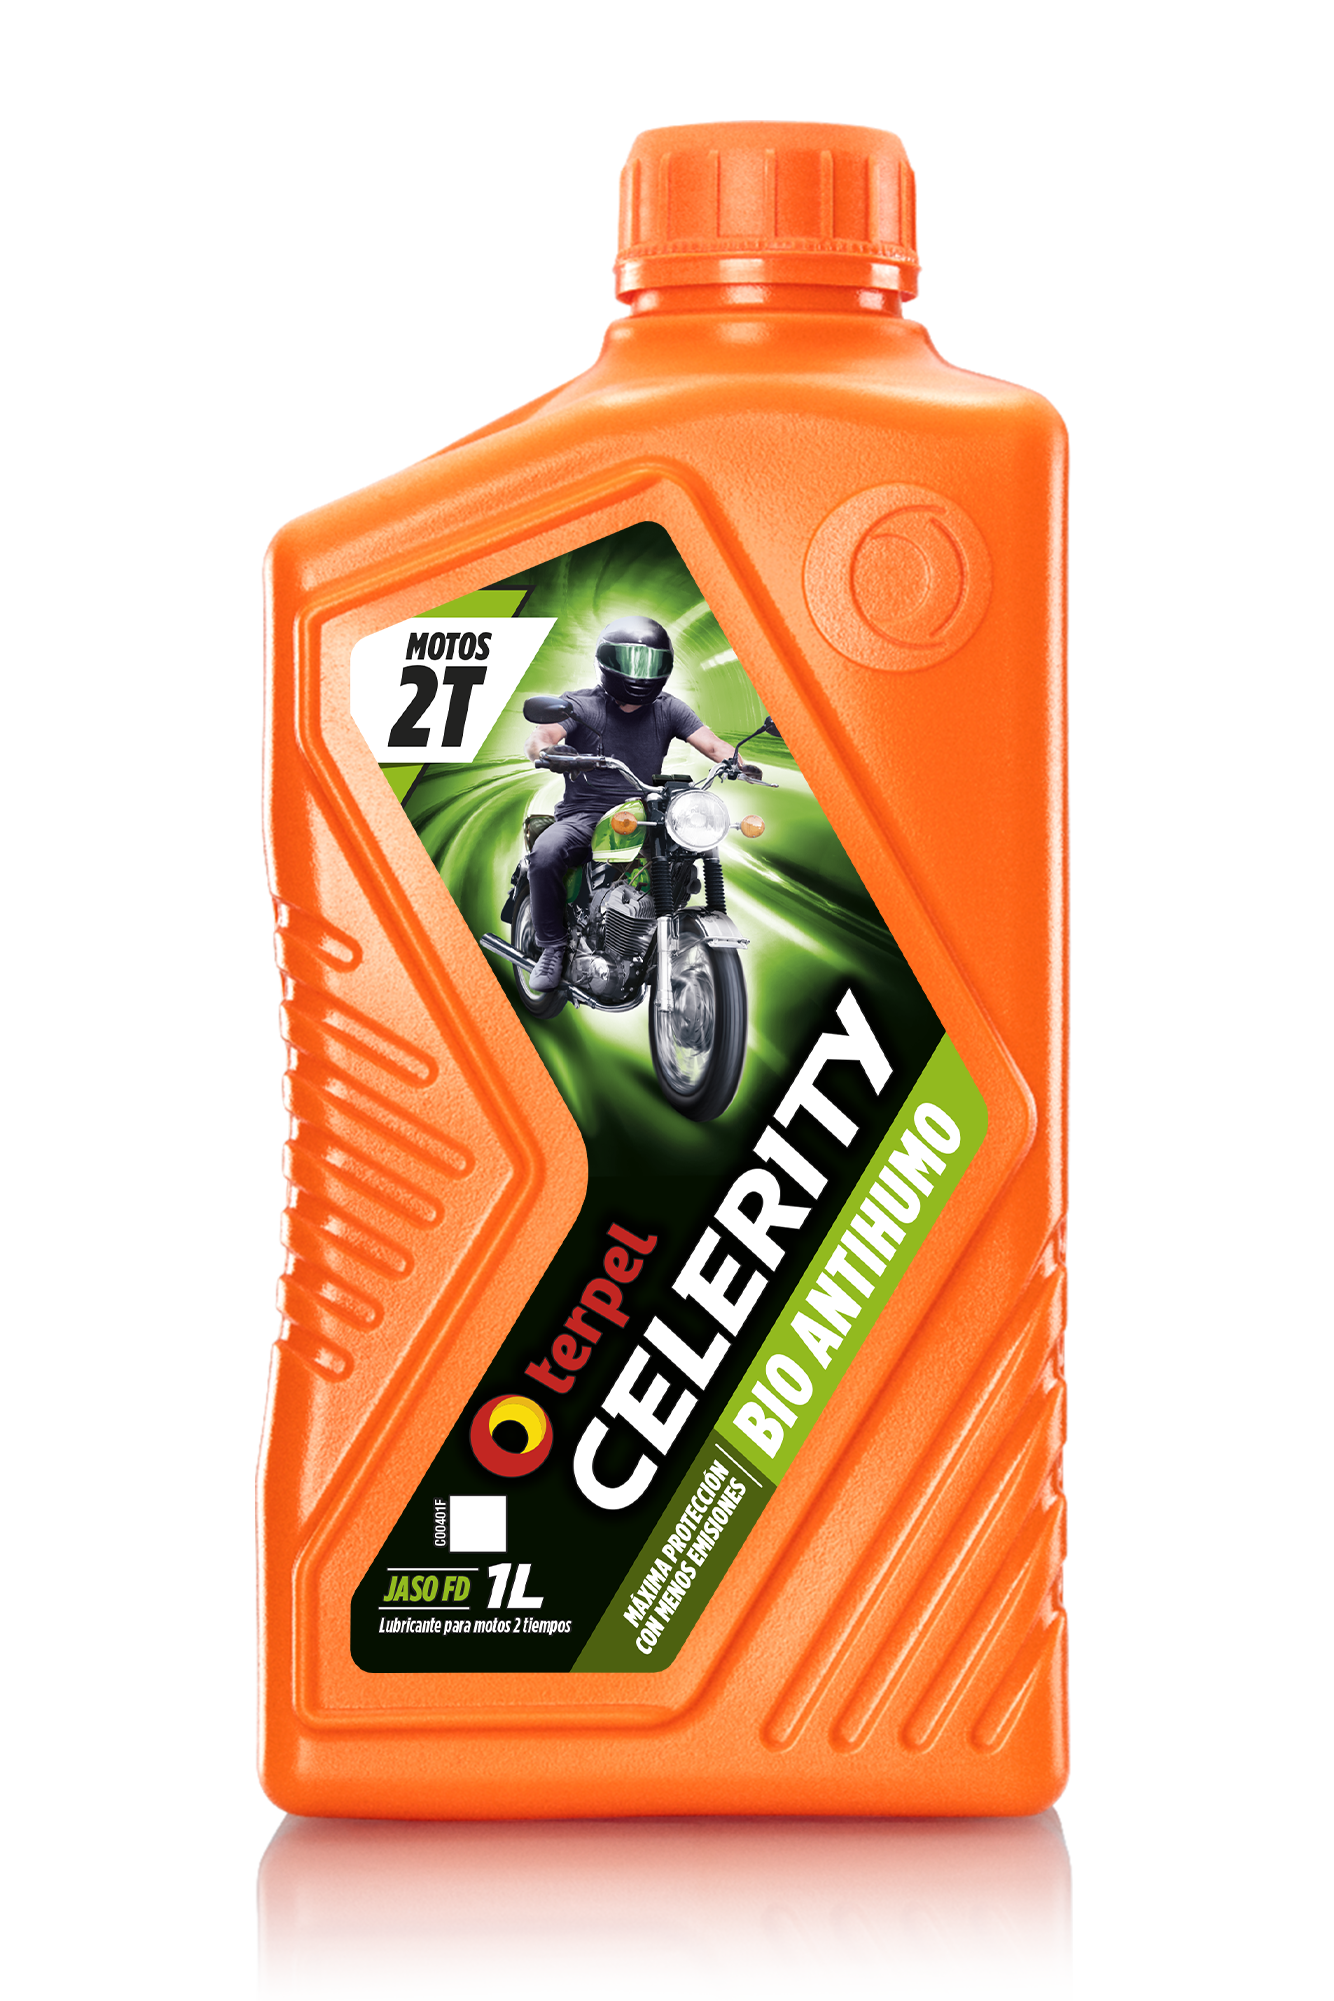 MOTOS
2T
terpel
CELERITY
BIO ANTIHUMO
MÁXIMA PROTECCIÓN
CON MENOS EMISIONES
C00401F
JASO FD 1L
Lubricante para motos 2 tiempos